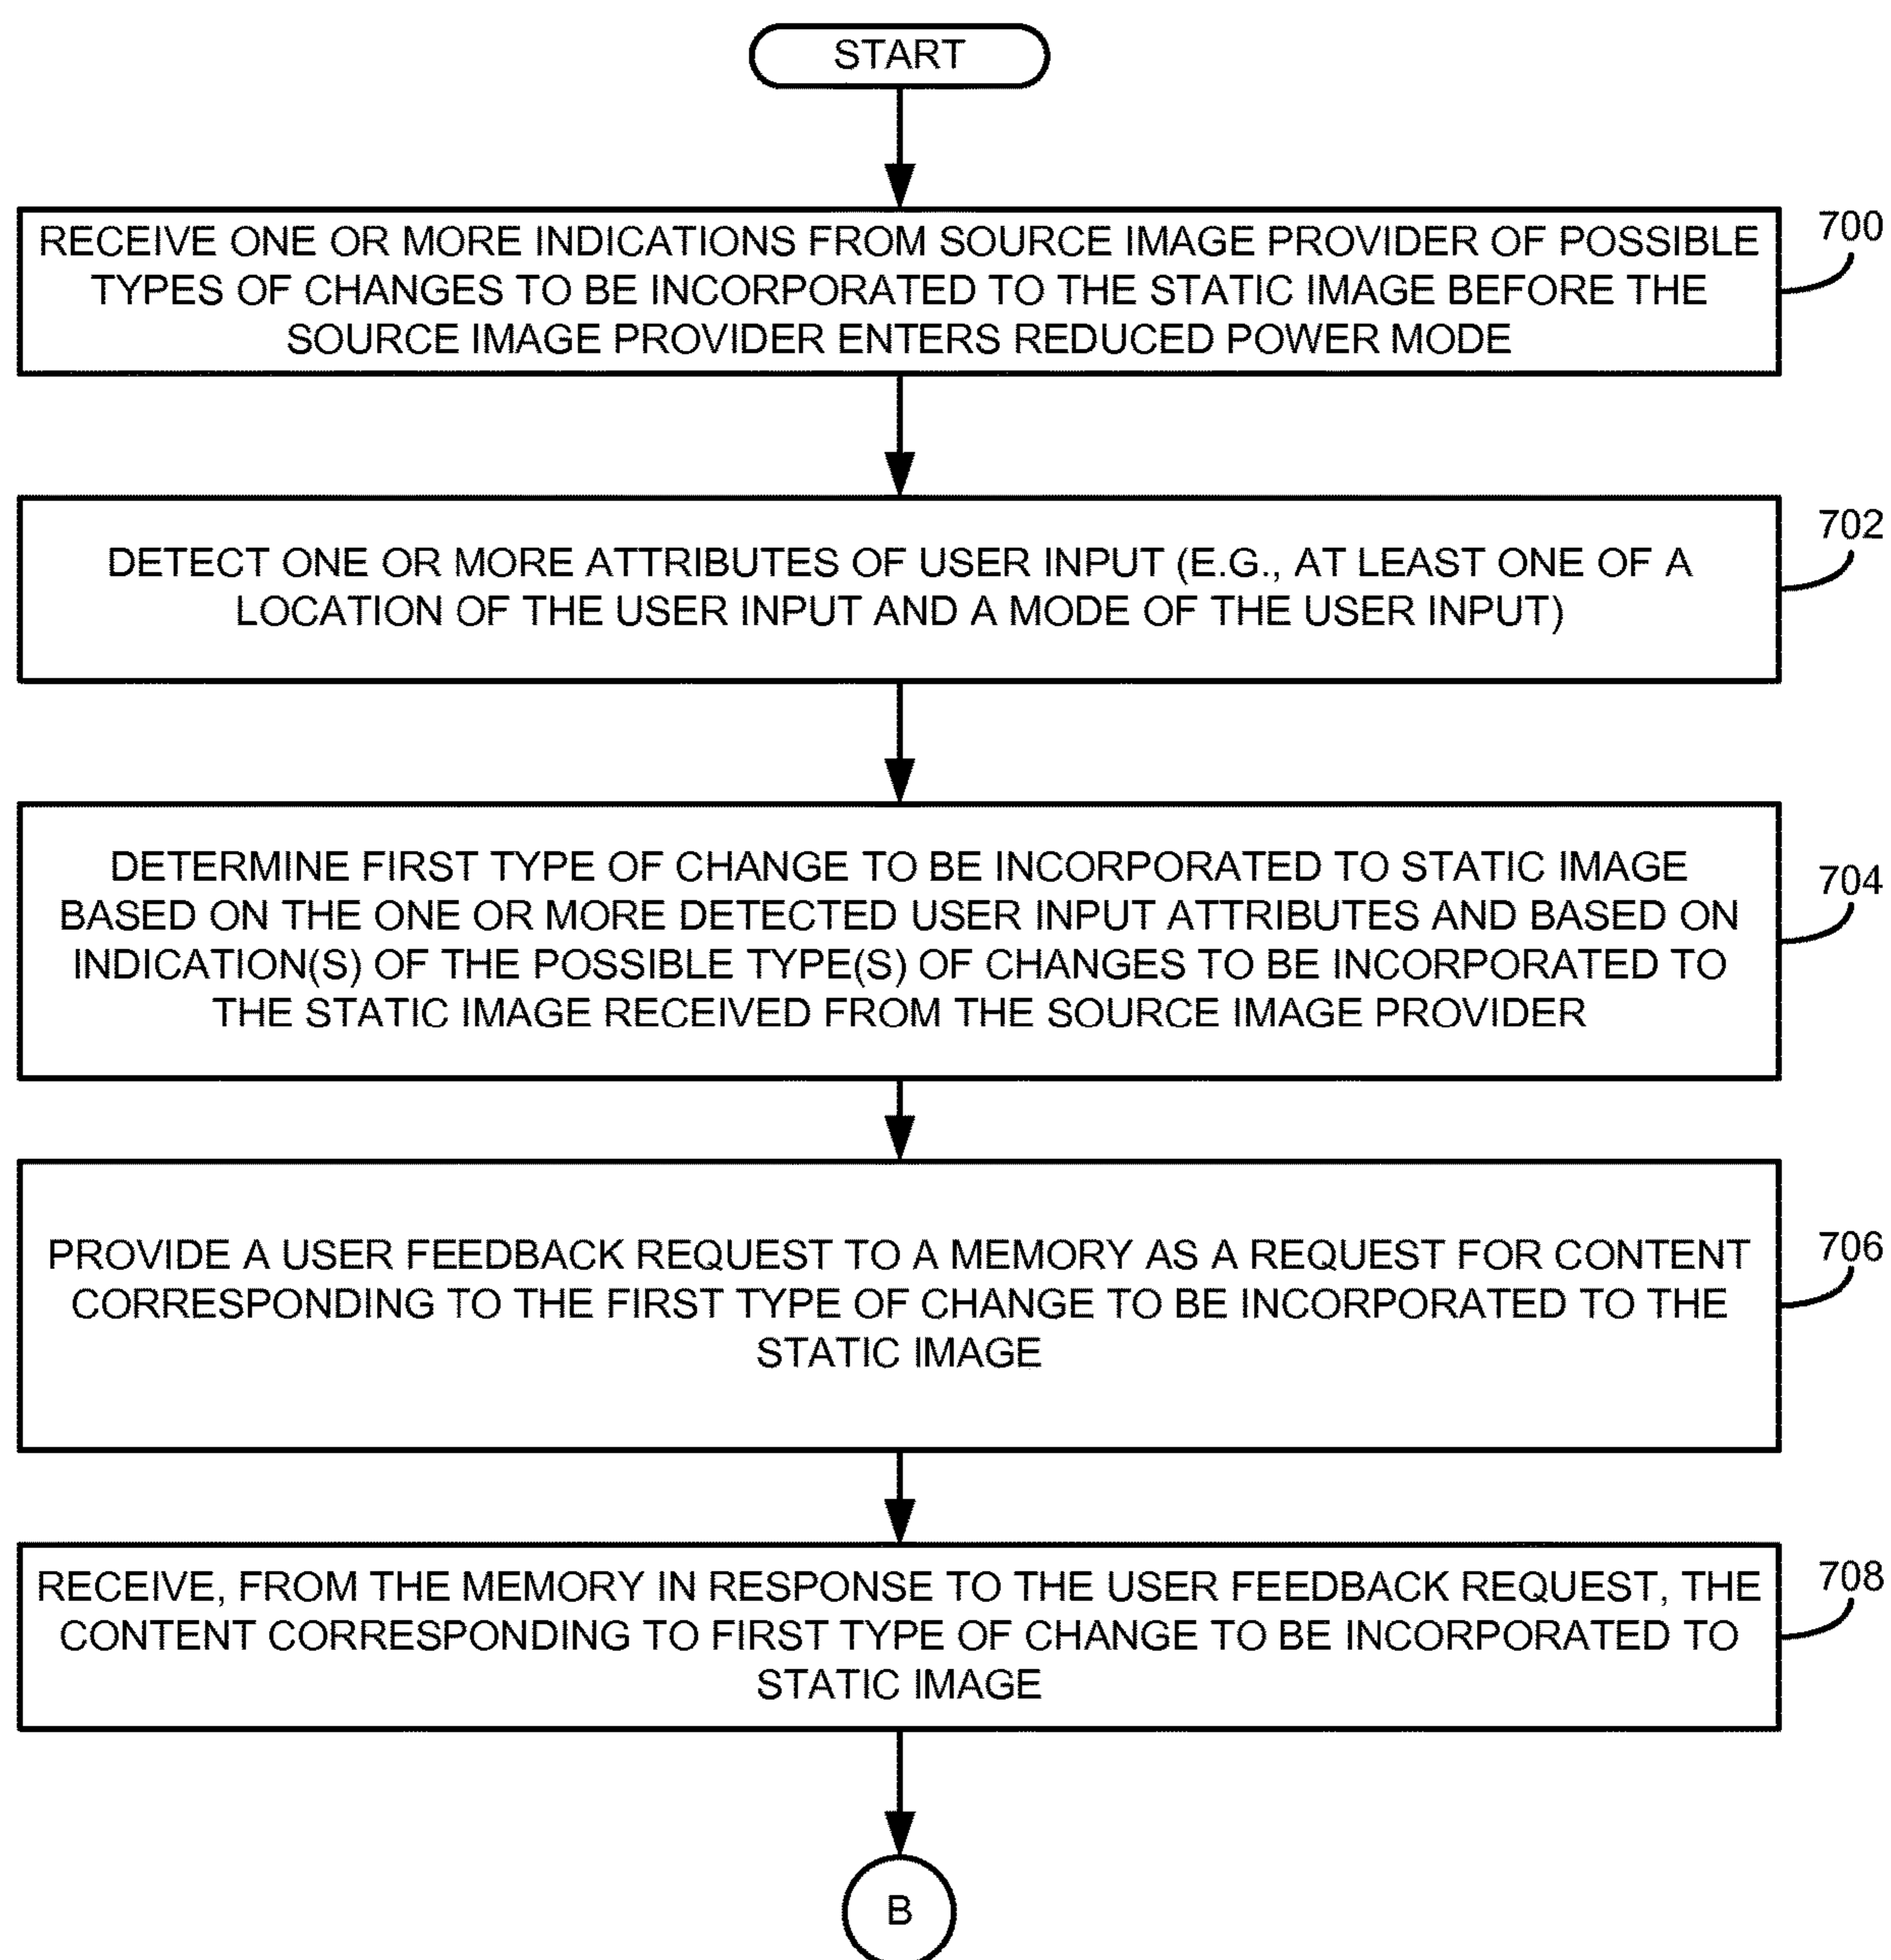 START
RECEIVE ONE OR MORE INDICATIONS FROM SOURCE IMAGE PROVIDER OF POSSIBLE
TYPES OF CHANGES TO BE INCORPORATED TO THE STATIC IMAGE BEFORE THE
SOURCE IMAGE PROVIDER ENTERS REDUCED POWER MODE
700
DETECT ONE OR MORE ATTRIBUTES OF USER INPUT (E.G., AT LEAST ONE OF A
LOCATION OF THE USER INPUT AND A MODE OF THE USER INPUT)
702
DETERMINE FIRST TYPE OF CHANGE TO BE INCORPORATED TO STATIC IMAGE
BASED ON THE ONE OR MORE DETECTED USER INPUT ATTRIBUTES AND BASED ON
INDICATION(S) OF THE POSSIBLE TYPE(S) OF CHANGES TO BE INCORPORATED TO
THE STATIC IMAGE RECEIVED FROM THE SOURCE IMAGE PROVIDER
704
PROVIDE A USER FEEDBACK REQUEST TO A MEMORY AS A REQUEST FOR CONTENT
CORRESPONDING TO THE FIRST TYPE OF CHANGE TO BE INCORPORATED TO THE
STATIC IMAGE
706
RECEIVE, FROM THE MEMORY IN RESPONSE TO THE USER FEEDBACK REQUEST, THE
CONTENT CORRESPONDING TO FIRST TYPE OF CHANGE TO BE INCORPORATED TO
STATIC IMAGE
708
B